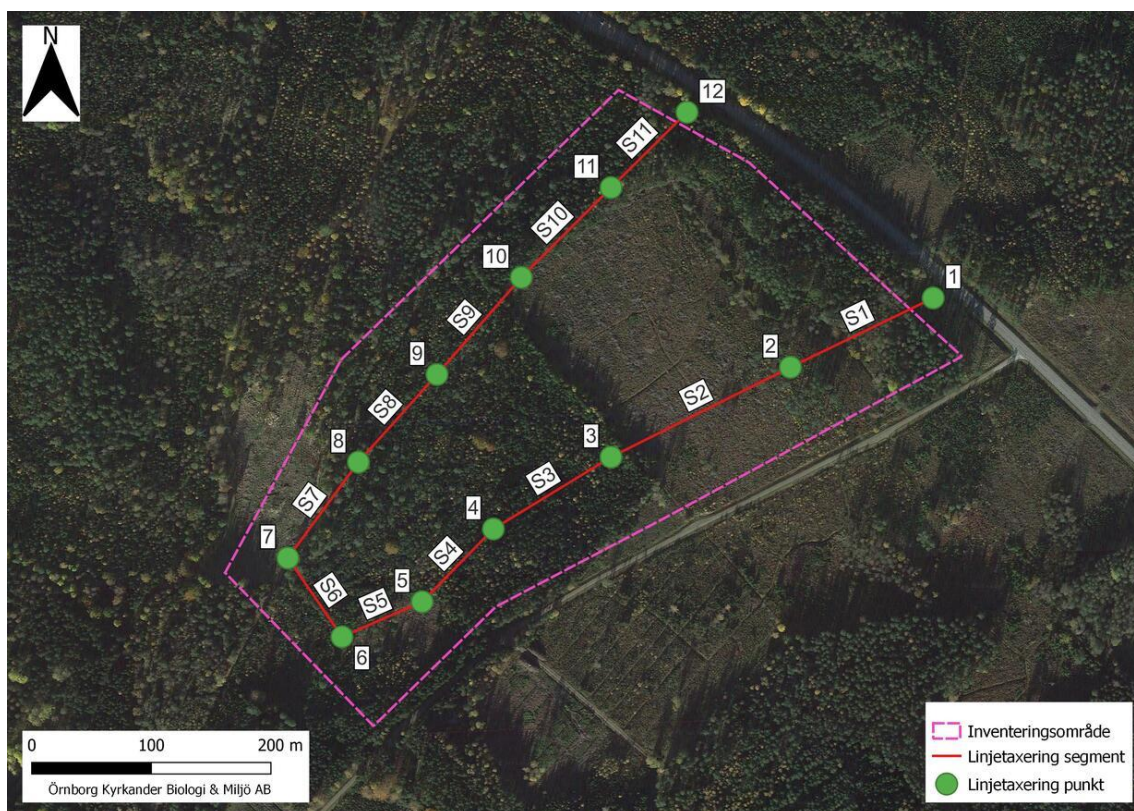 N
12
S11
11
S10
10
1
S1
S9
2
9
S2
S8
3
8
S3
4
S7
7
S4
S6
5
S5
6
0 100 200 m
Örnborg Kyrkander Biologi & Miljö AB
Inventeringsområde
Linjetaxering segment
Linjetaxering punkt